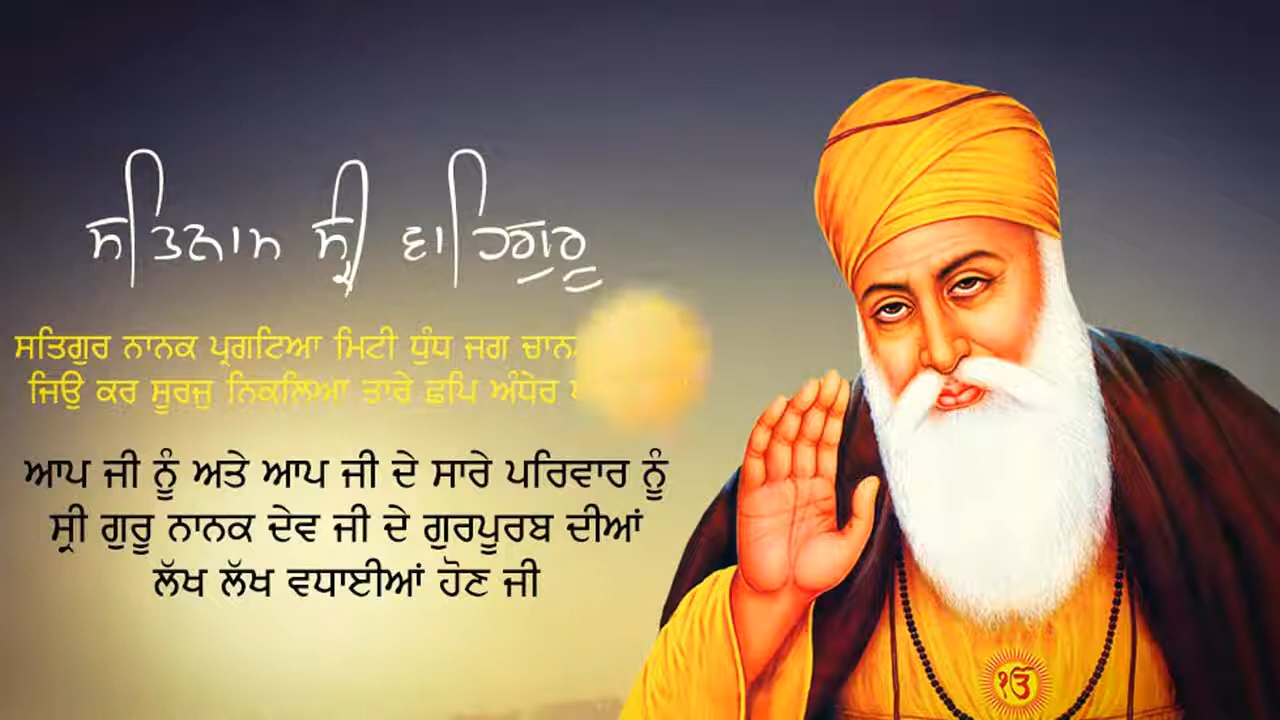 ਸਤਿਨਾਮ ਸ੍ਰੀ ਵਾਹਿਗੁਰੂ
ਸਤਿਗੁਰ ਨਾਨਕ ਪ੍ਰਗਟਿਆ ਮਿਟੀ ਧੁੰਧ ਜਗ
ਜਿਉ ਕਰ ਸੂਰਜੁ ਨਿਕਲਿਆ ਤਾਰੇ ਛਪਿ ਅੰਧੇਰ
ਆਪ ਜੀ ਨੂੰ ਅਤੇ ਆਪ ਜੀ ਦੇ ਸਾਰੇ ਪਰਿਵਾਰ ਨੂੰ
ਸ੍ਰੀ ਗੁਰੂ ਨਾਨਕ ਦੇਵ ਜੀ ਦੇ ਗੁਰਪੂਰਬ ਦੀਆਂ
ਲੱਖ ਲੱਖ ਵਧਾਈਆਂ ਹੋਣ ਜੀ
ੴ